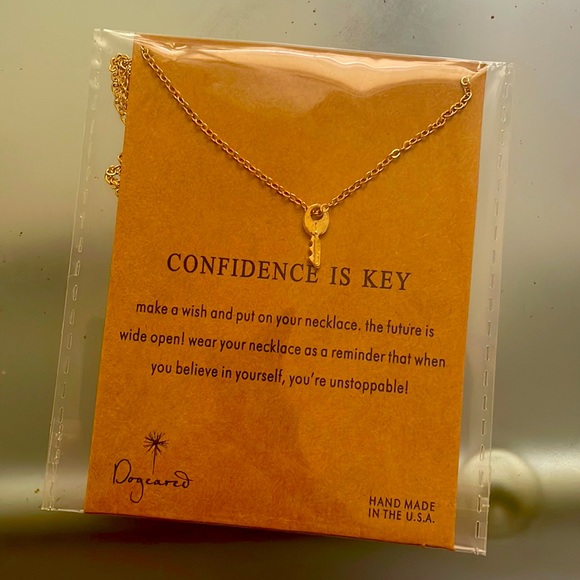 CONFIDENCE IS KEY
make a wish and put on your necklace. the future is
wide open! wear your necklace as a reminder that when
you believe in yourself, you're unstoppable!
Dogeared
HAND MADE
IN THE U.S.A.